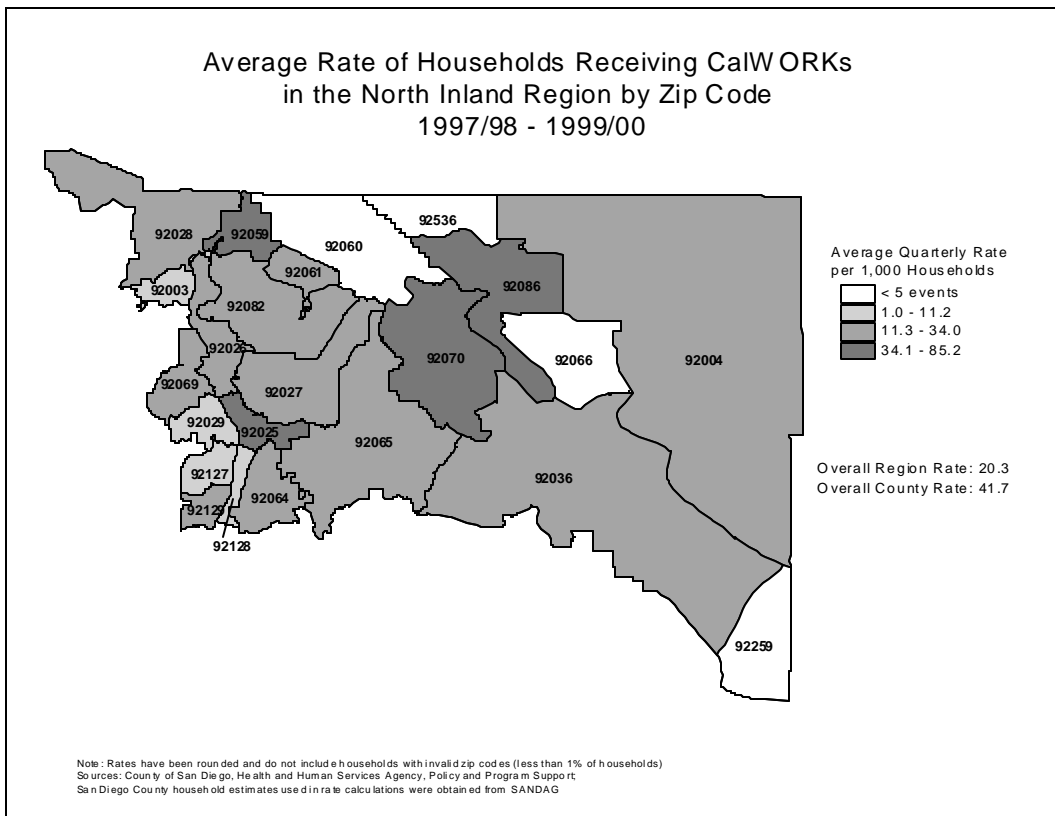 Average Rate of Households Receiving CalWORKs
in the North Inland Region by Zip Code
1997/98 - 1999/00
92536
92028
92059
92060
92061
92086
92003
92082
92026
92070
92066
92004
92069
92027
92029
92025
92065
92127
92064
92036
92129
92128
92259
Average Quarterly Rate
per 1,000 Households
< 5 events
1.0 - 11.2
11.3 - 34.0
34.1 - 85.2
Overall Region Rate: 20.3
Overall County Rate: 41.7
Note: Rates have been rounded and do not include households with invalid zip codes (less than 1% of households)
Sources: County of San Diego, Health and Human Services Agency, Policy and Program Support;
San Diego County household estimates used in rate calculations were obtained from SANDAG